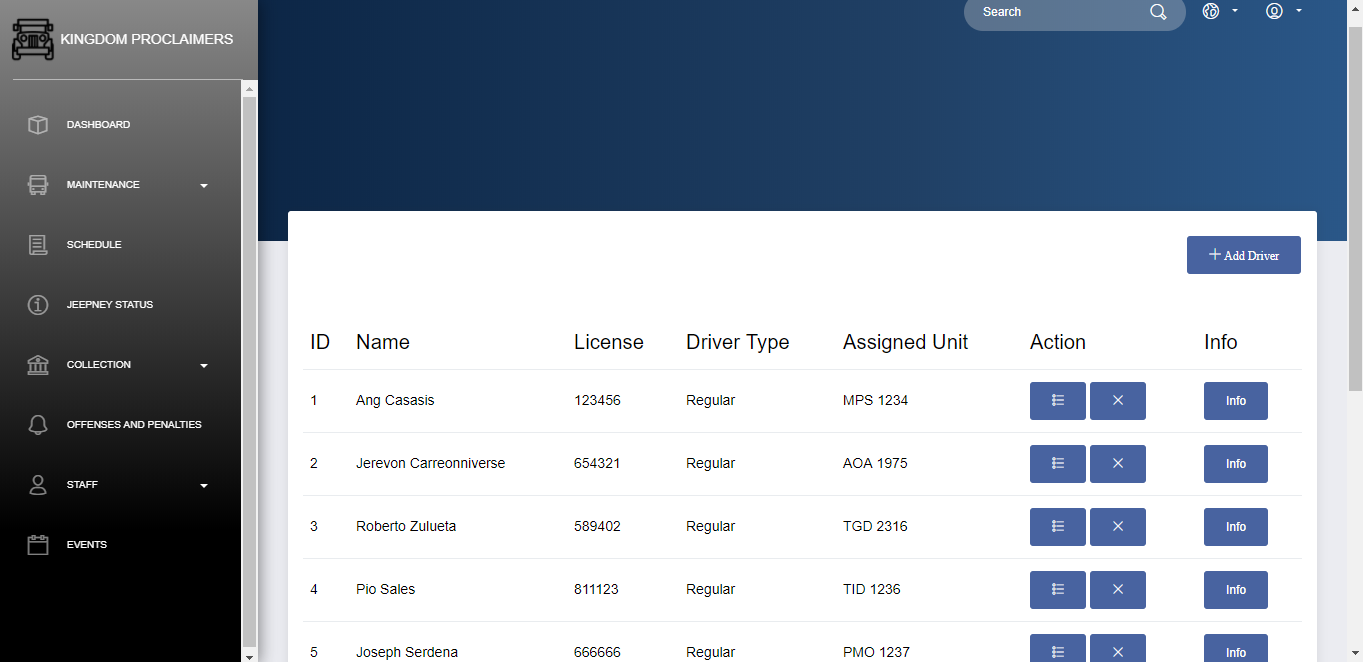 KINGDOM PROCLAIMERS
Search
DASHBOARD
MAINTENANCE
SCHEDULE
JEEPNEY STATUS
COLLECTION
OFFENSES AND PENALTIES
STAFF
EVENTS
Add Driver
ID Name License Driver Type Assigned Unit Action Info
1 Ang Casasis 123456 Regular MPS 1234 Info
2 Jerevon Carreonniverse 654321 Regular AOA 1975 Info
3 Roberto Zulueta 589402 Regular TGD 2316 Info
4 Pio Sales 811123 Regular TID 1236 Info
5 Joseph Serdena 666666 Regular PMO 1237 Info